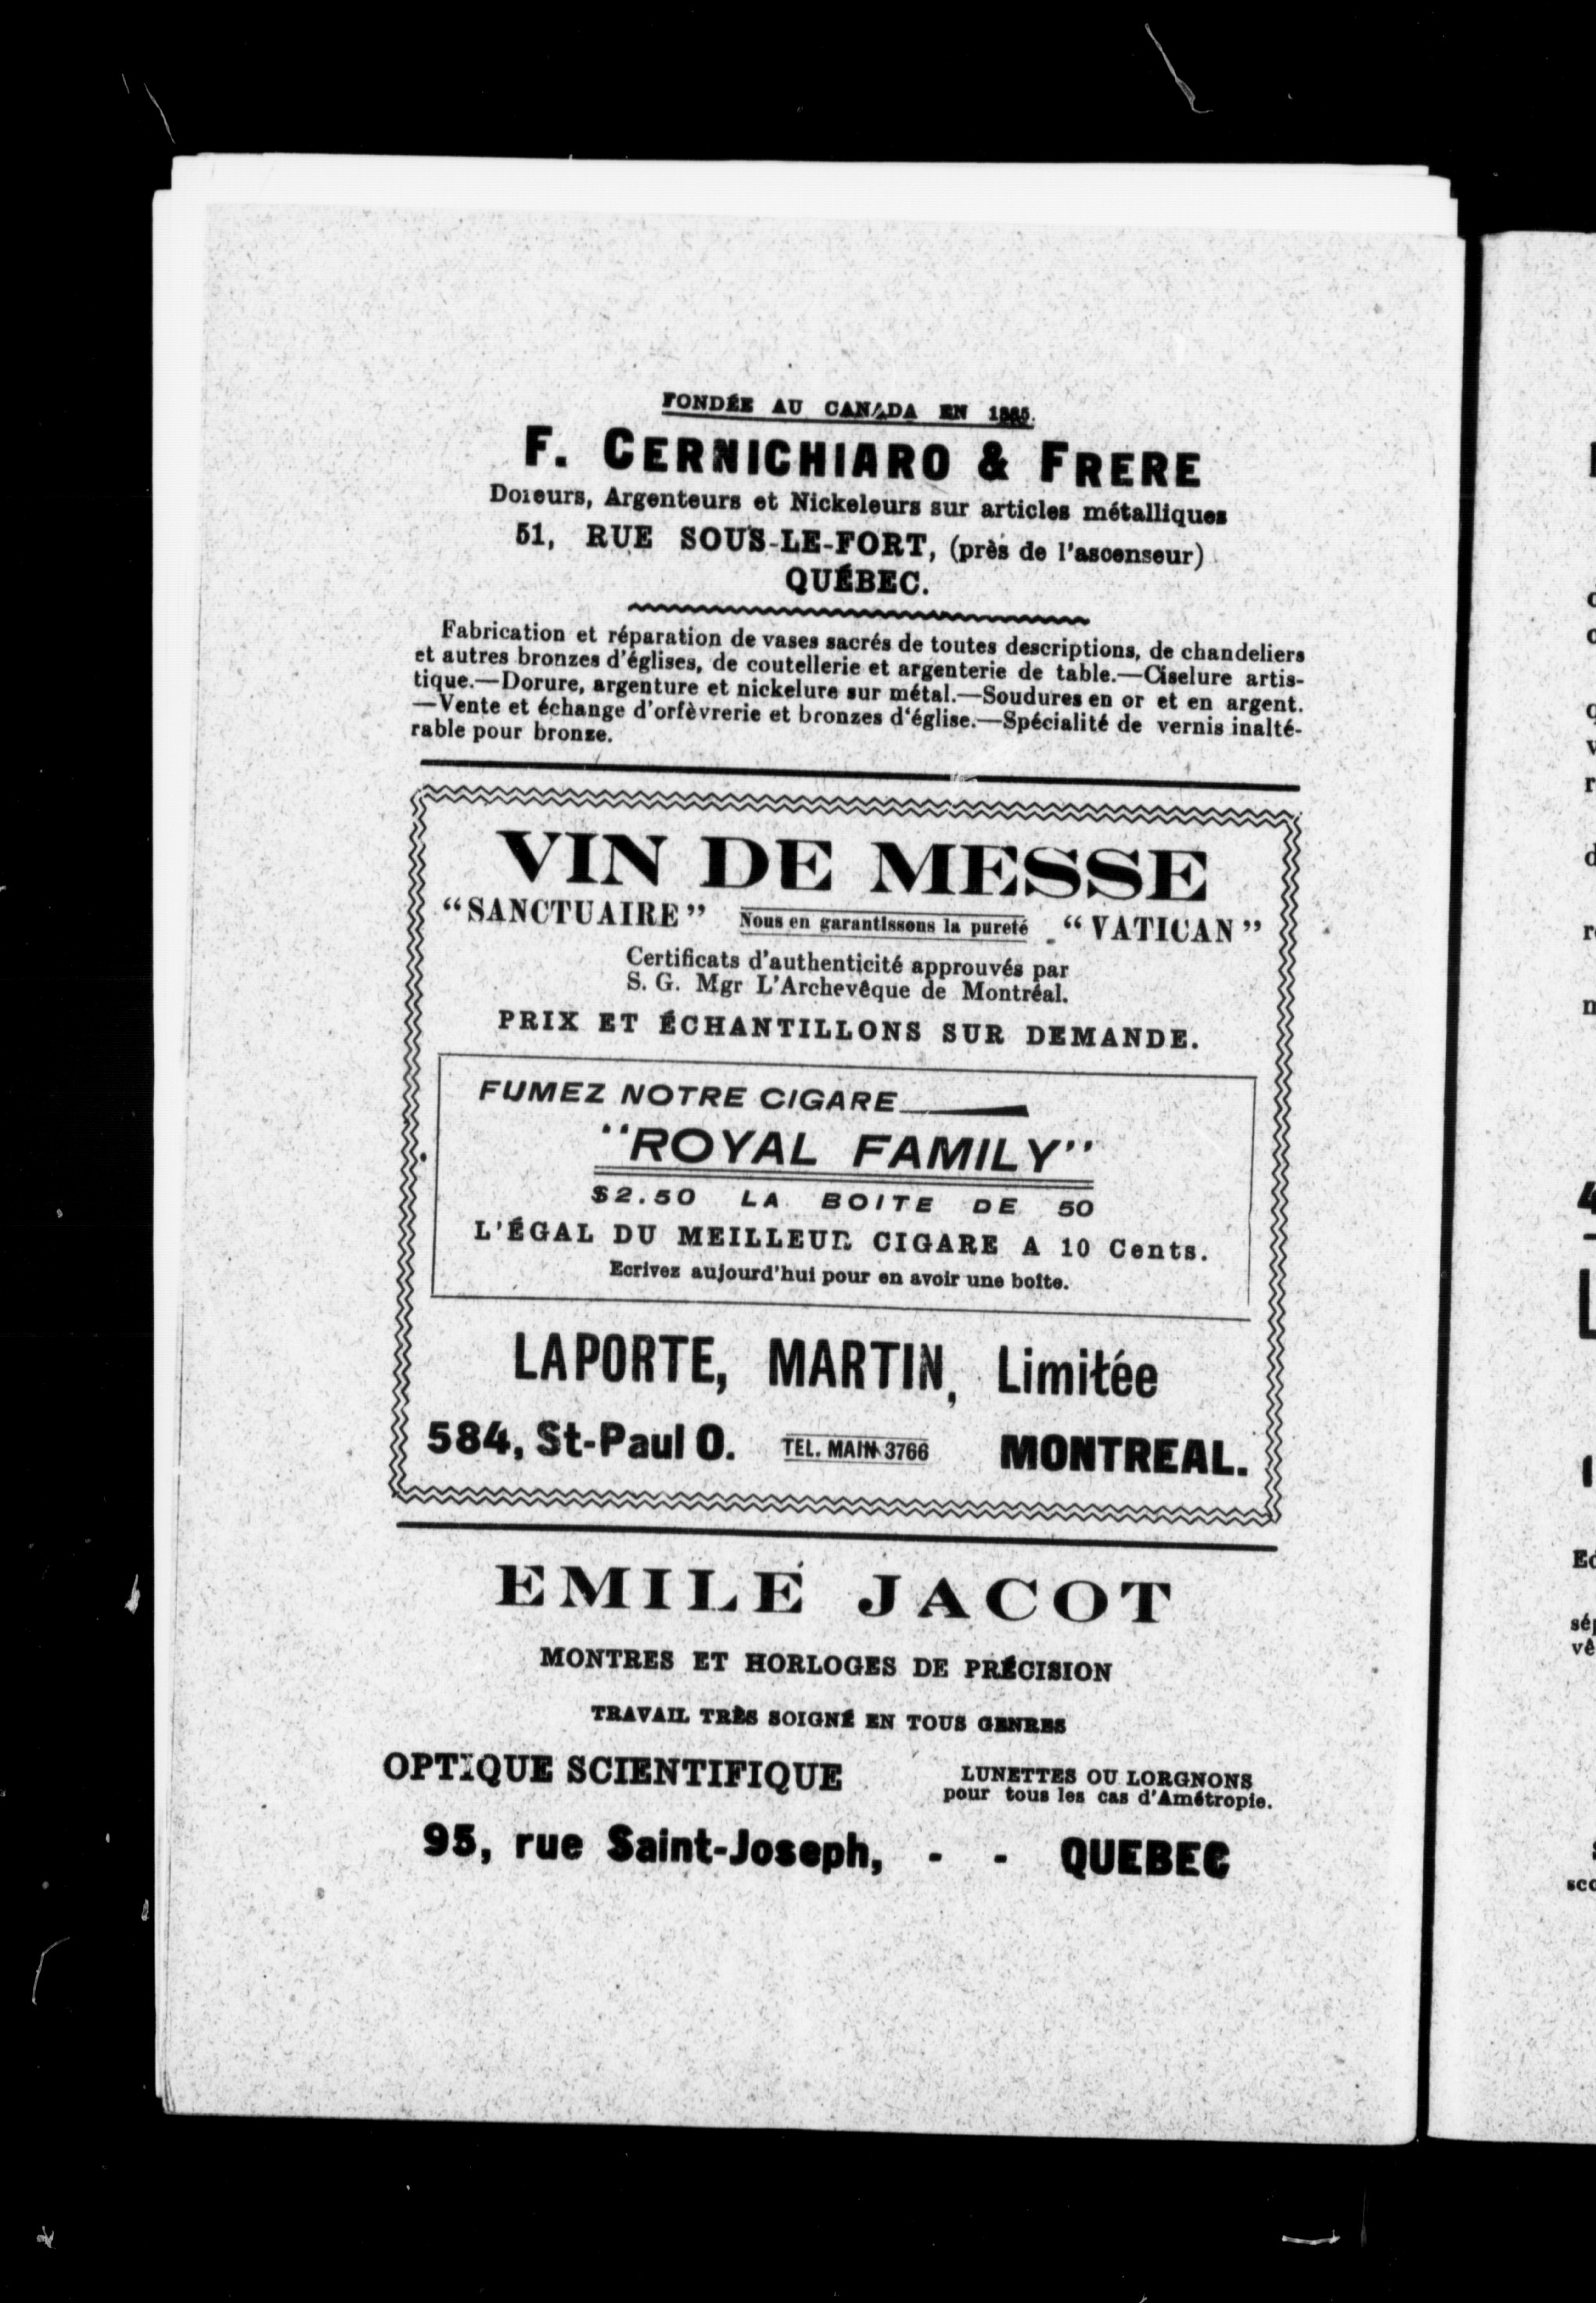 FONDÉE AU CANADA EN
F. CERNICHIARO & FRERE
Doreurs, Argenteurs et Nickeleurs sur articles métalliques
51, RUE SOUS-LE-FORT, (près de l'ascenseur)
QUÉBEC.
Fabrication et réparation de vases sacrés de toutes descriptions, de chandeliers
et autres bronzes d'églises, de coutellerie et argenterie de table.—Ciselure artis-
tique.—Dorure, argenture et nickelure sur métal.—Soudures en or et en argent.
—Vente et échange d'orfèvrerie et bronzes d'église.—Spécialité de vernis inalté-
rable pour bronze.
VIN DE MESSE
“SANCTUAIRE” Nous en garantissons la pureté “VATICAN”
Certificats d'authenticité approuvés par
S. G. Mgr L'Archevêque de Montréal.
PRIX ET ÉCHANTILLONS SUR DEMANDE.
FUMEZ NOTRE CIGARE
“ROYAL FAMILY”
$2.50 LA BOITE DE 50
L'ÉGAL DU MEILLEUR CIGARE A 10 Cents.
Ecrivez aujourd'hui pour en avoir une boîte.
LAPORTE, MARTIN, Limitée
584, St-Paul O. TEL. MAIN 3766 MONTREAL.
EMILE JACOT
MONTRES ET HORLOGES DE PRÉCISION
TRAVAIL TRÈS SOIGNÉ EN TOUS GENRES
OPTIQUE SCIENTIFIQUE LUNETTES OU LORGNONS
pour tous les cas d'Amétropie.
95, rue Saint-Joseph, - - QUEBEC